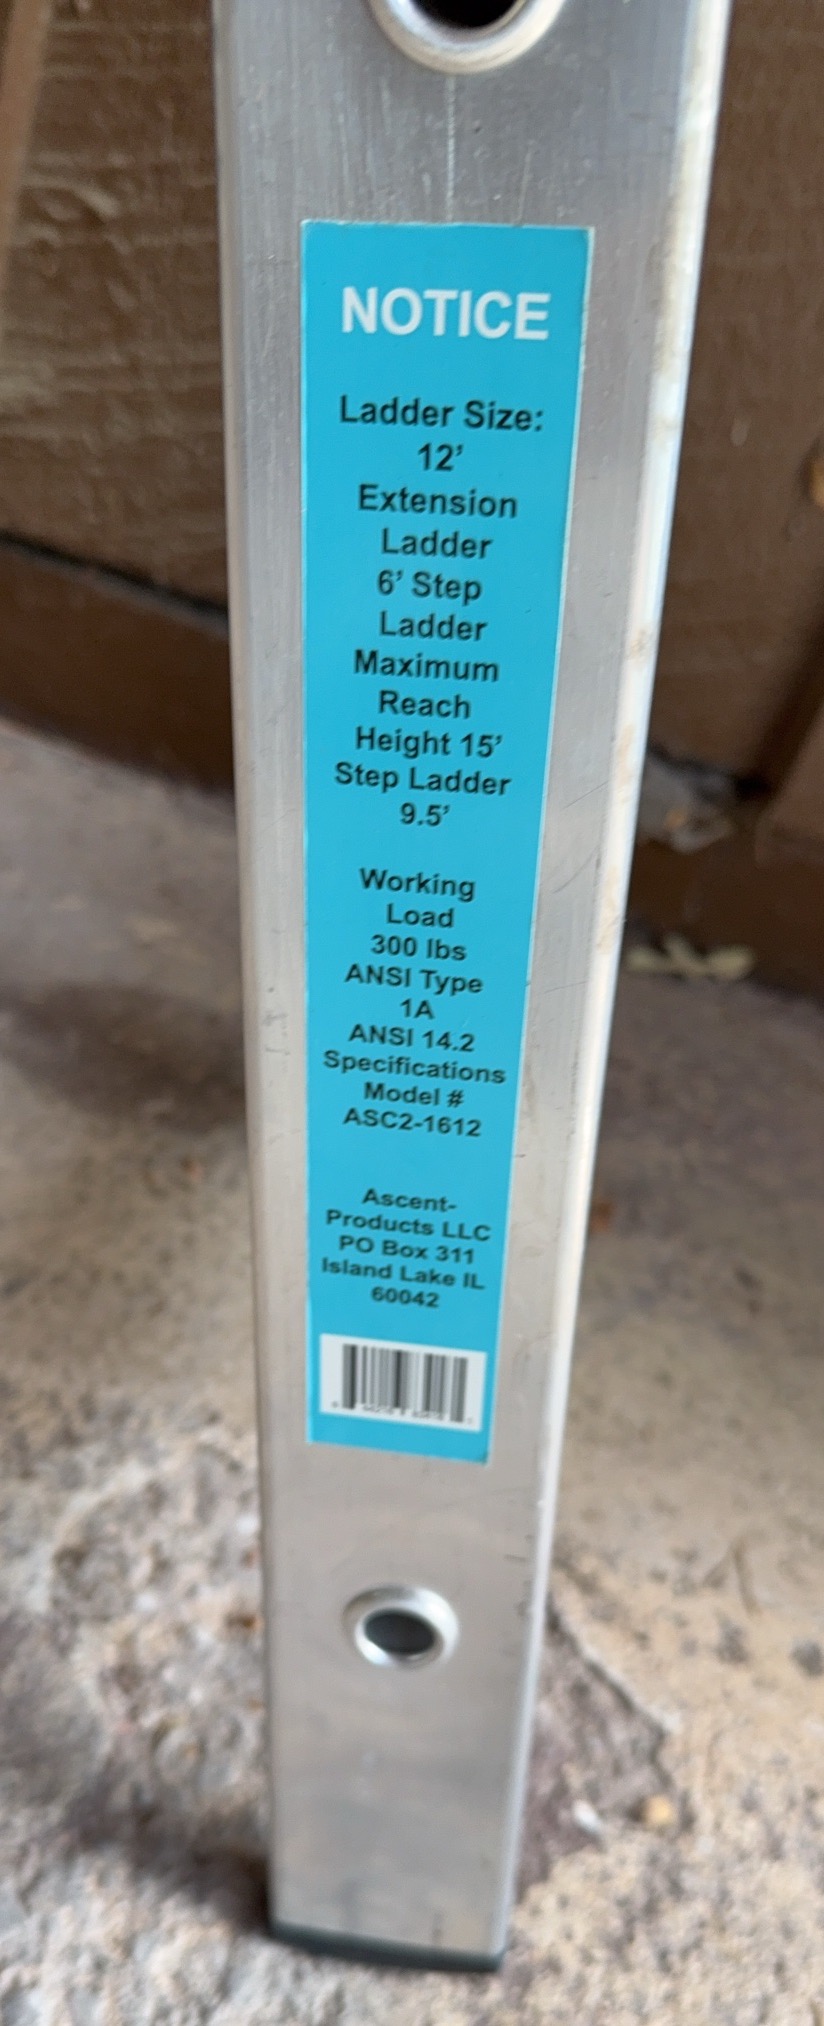 NOTICE
Ladder Size:
12'
Extension
Ladder
6' Step
Ladder
Maximum
Reach
Height 15'
Step Ladder
9.5'
Working
Load
300 lbs
ANSI Type
1A
ANSI 14.2
Specifications
Model #
ASC2-1612
Ascent-
Products LLC
PO Box 311
Island Lake IL
60042